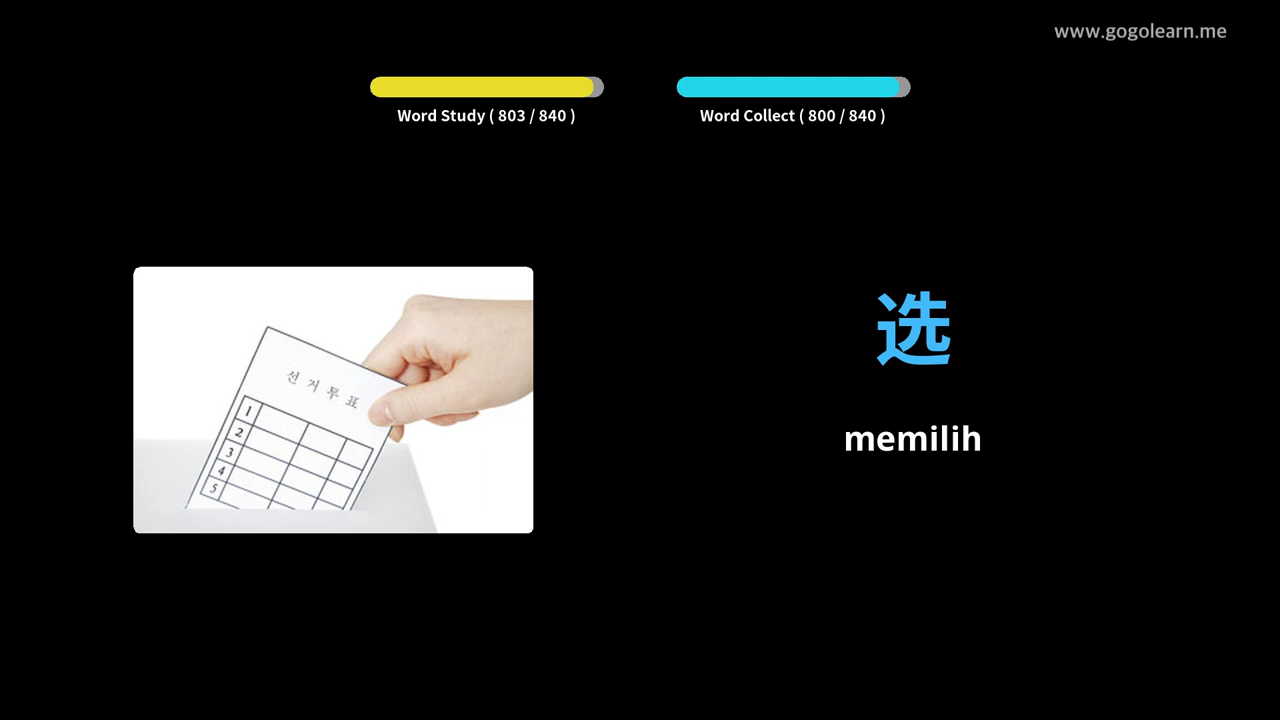 www.gogolearn.me
Word Study ( 803 / 840 )
Word Collect ( 800 / 840 )
선거투표
1
2
3
4
5
选
memilih